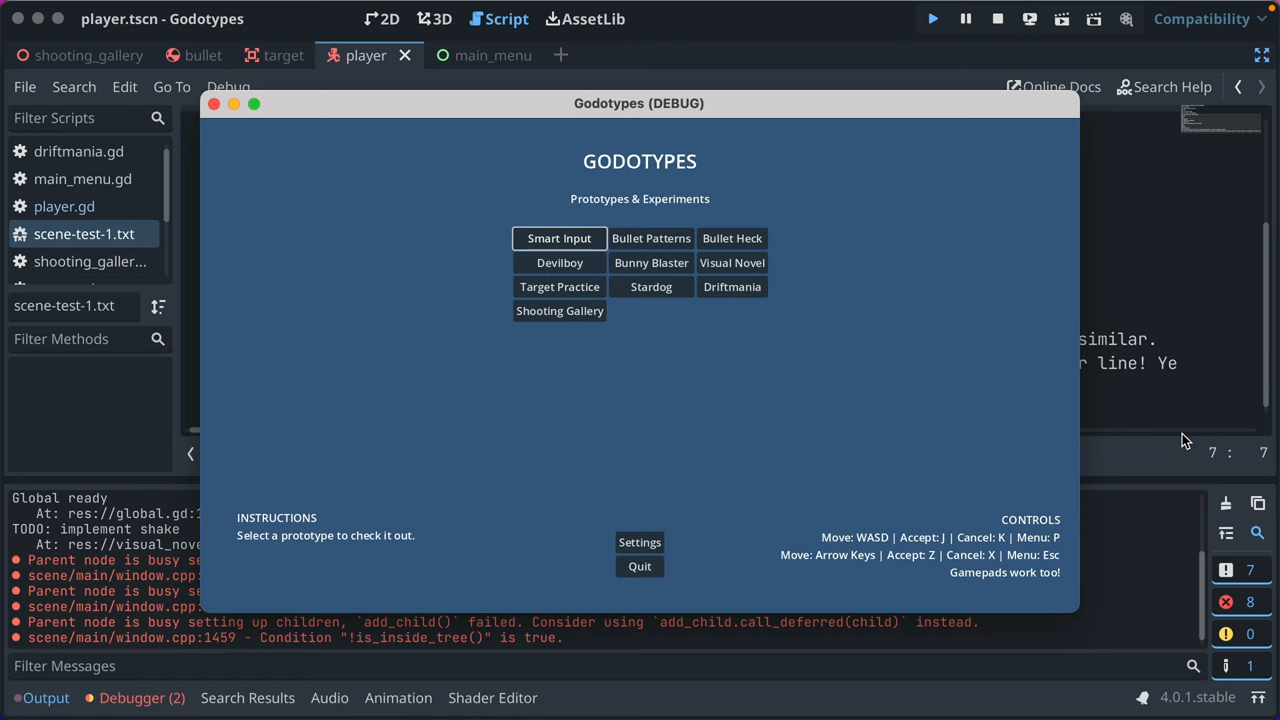 player.tscn - Godotypes
2D
3D
Script
AssetLib
Compatibility
shooting_gallery
bullet
target
player
main_menu
File
Search
Edit
Go To
Debug
Online Docs
Search Help
Filter Scripts
driftmania.gd
main_menu.gd
player.gd
scene-test-1.txt
shooting_galler...
scene-test-1.txt
Filter Methods
Godotypes (DEBUG)
GODOTYPES
Prototypes & Experiments
Smart Input
Bullet Patterns
Bullet Heck
Devilboy
Bunny Blaster
Visual Novel
Target Practice
Stardog
Driftmania
Shooting Gallery
INSTRUCTIONS
Select a prototype to check it out.
Settings
Quit
CONTROLS
Move: WASD | Accept: J | Cancel: K | Menu: P
Move: Arrow Keys | Accept: Z | Cancel: X | Menu: Esc
Gamepads work too!
similar.
r line! Ye
7 : 7
Global ready
At: res://global.gd:
TODO: implement shake
At: res://visual_nove
Parent node is busy se
scene/main/window.cpp:
Parent node is busy se
scene/main/window.cpp:
Parent node is busy setting up children, `add_child()` failed. Consider using `add_child.call_deferred(child)` instead.
scene/main/window.cpp:1459 - Condition "!is_inside_tree()" is true.
7
8
0
1
Filter Messages
Output
Debugger (2)
Search Results
Audio
Animation
Shader Editor
4.0.1.stable